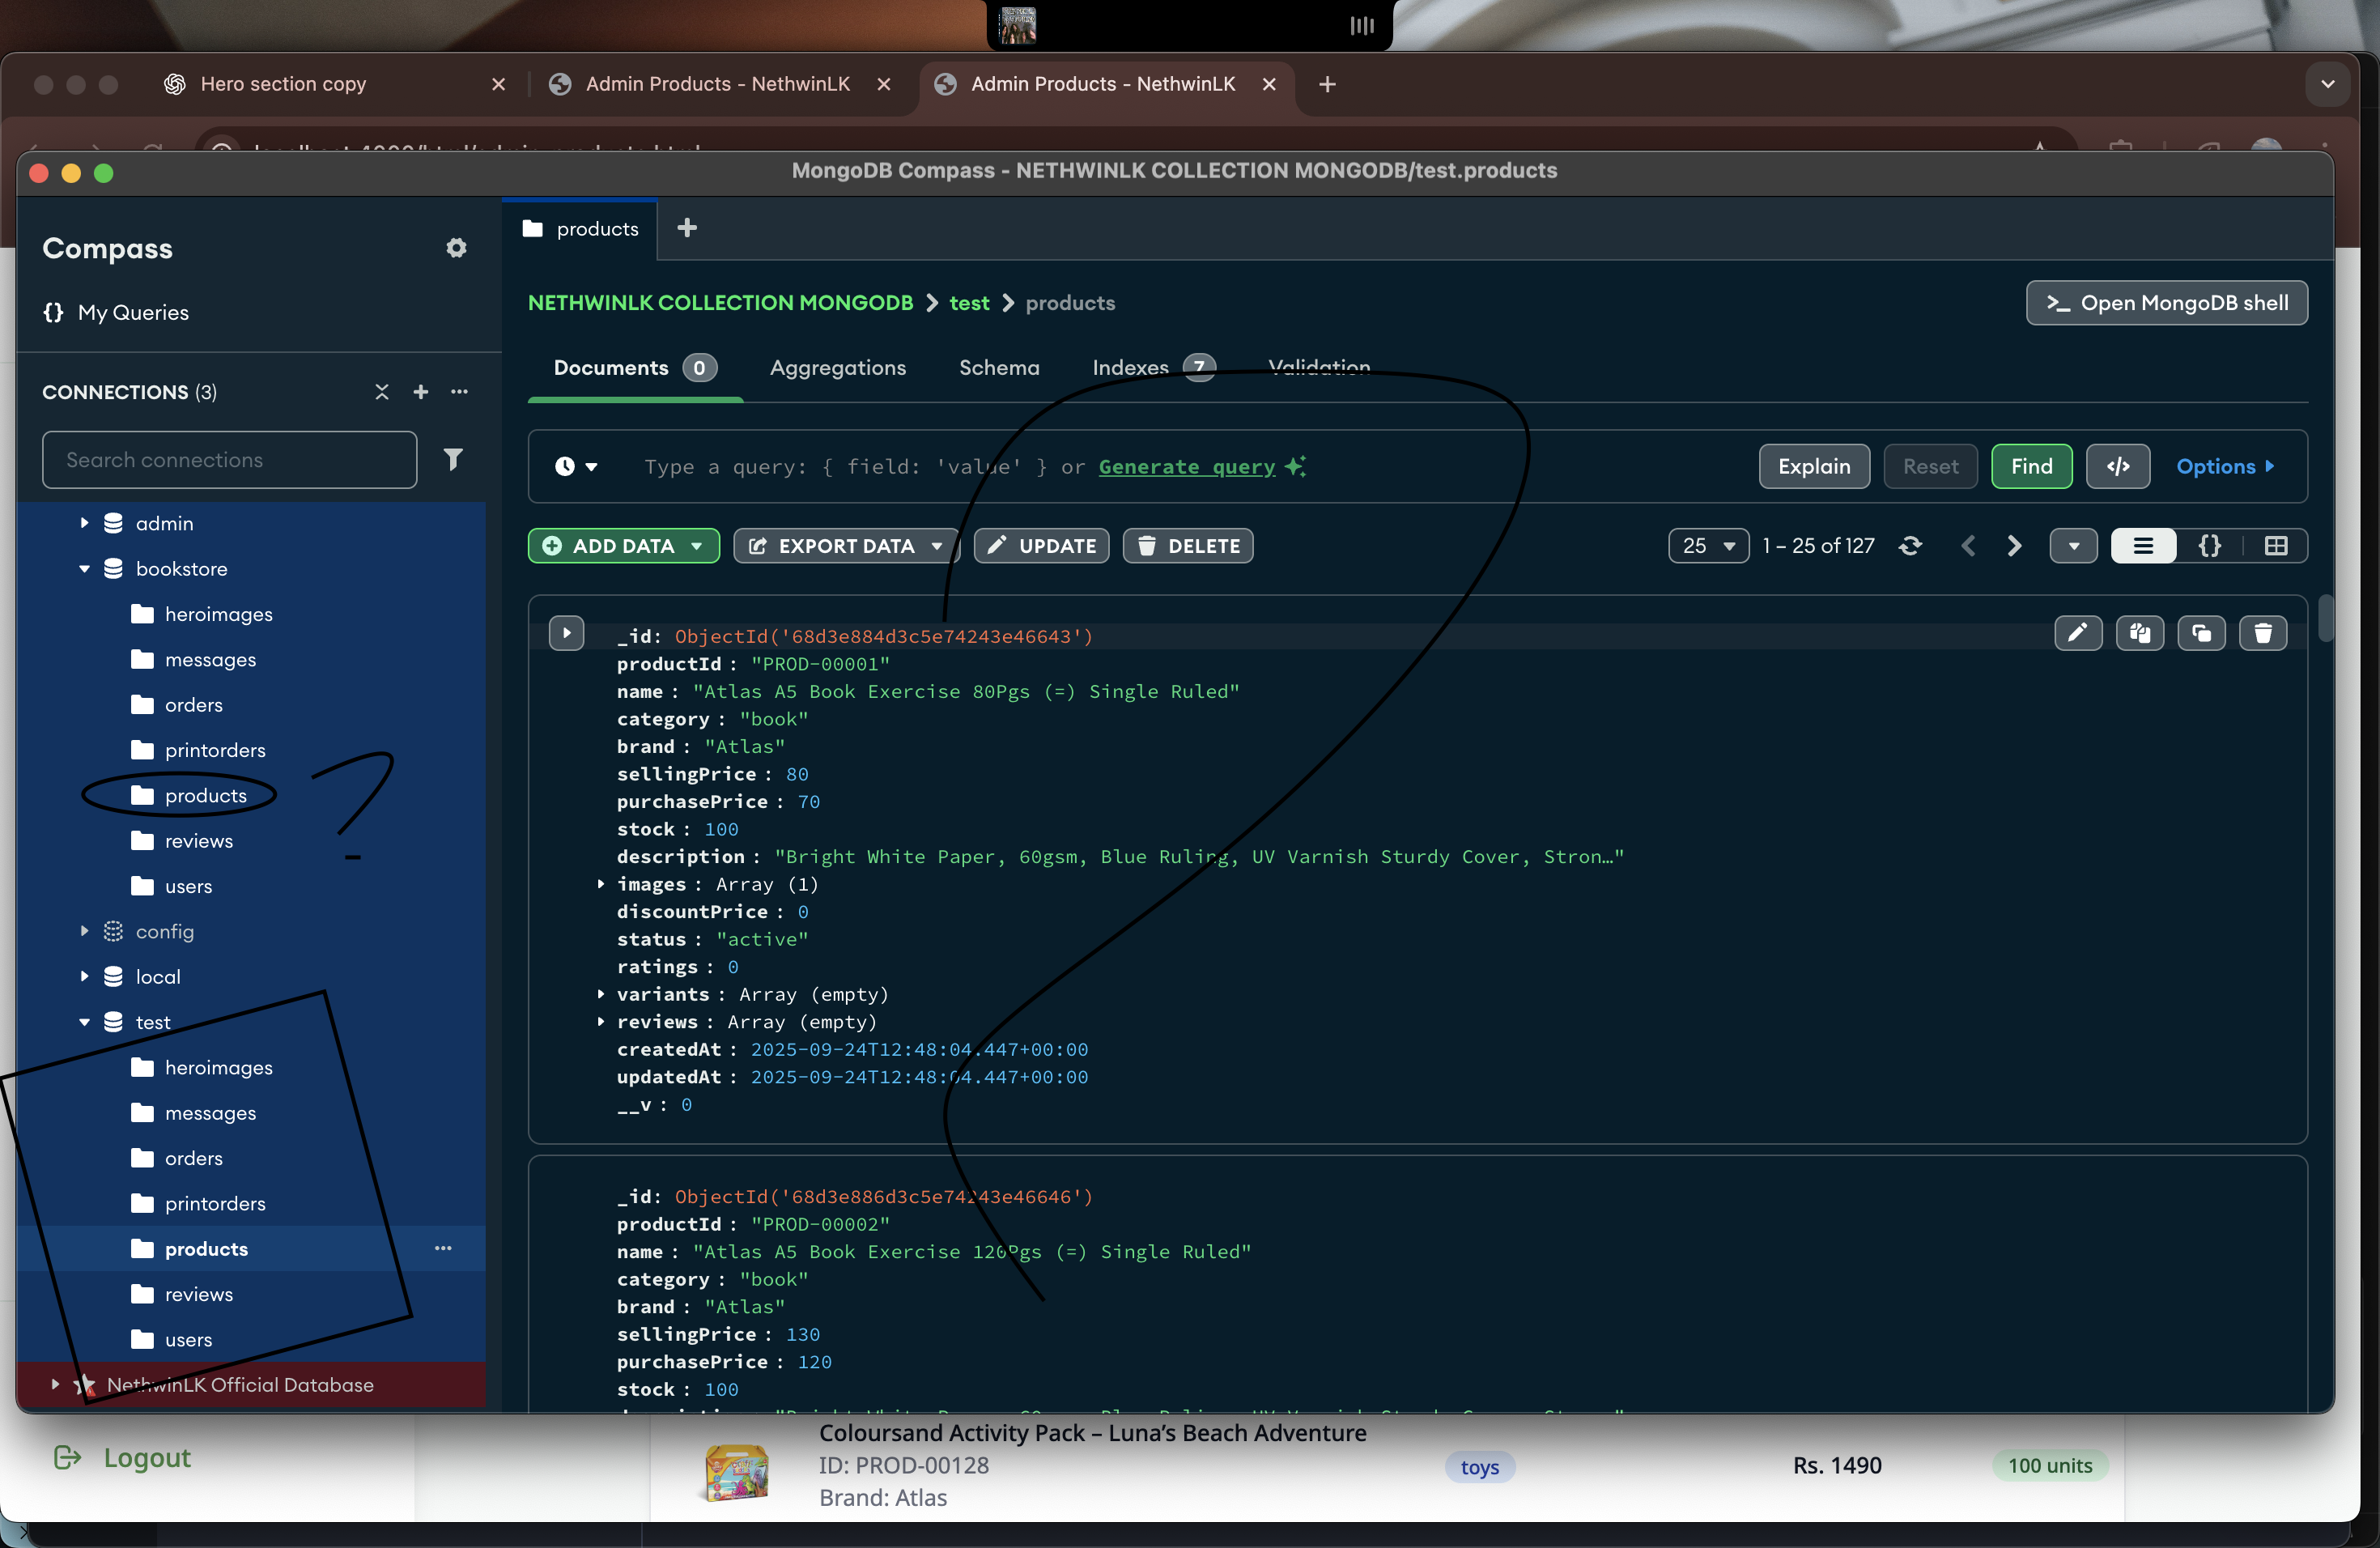 Hero section copy
Admin Products - NethwinLK
Admin Products - NethwinLK
MongoDB Compass - NETHWINLK COLLECTION MONGODB/test.products
Compass
{} My Queries
CONNECTIONS (3)
Search connections
admin
bookstore
heroimages
messages
orders
printorders
products
?
reviews
users
config
local
test
heroimages
messages
orders
printorders
products
reviews
users
NethwinLK Official Database
products
NETHWINLK COLLECTION MONGODB > test > products
>_ Open MongoDB shell
Documents 0 Aggregations Schema Indexes 7 Validation
Type a query: { field: 'value' } or Generate query
Explain Reset Find </> Options
ADD DATA EXPORT DATA UPDATE DELETE
25 1 – 25 of 127 {}
_id: ObjectId('68d3e884d3c5e74243e46643')
productId : "PROD-00001"
name : "Atlas A5 Book Exercise 80Pgs (=) Single Ruled"
category : "book"
brand : "Atlas"
sellingPrice : 80
purchasePrice : 70
stock : 100
description : "Bright White Paper, 60gsm, Blue Ruling, UV Varnish Sturdy Cover, Stron…"
images : Array (1)
discountPrice : 0
status : "active"
ratings : 0
variants : Array (empty)
reviews : Array (empty)
createdAt : 2025-09-24T12:48:04.447+00:00
updatedAt : 2025-09-24T12:48:04.447+00:00
__v : 0
_id: ObjectId('68d3e886d3c5e74243e46646')
productId : "PROD-00002"
name : "Atlas A5 Book Exercise 120Pgs (=) Single Ruled"
category : "book"
brand : "Atlas"
sellingPrice : 130
purchasePrice : 120
stock : 100
Logout
Coloursand Activity Pack – Luna’s Beach Adventure
ID: PROD-00128
Brand: Atlas
toys
Rs. 1490
100 units